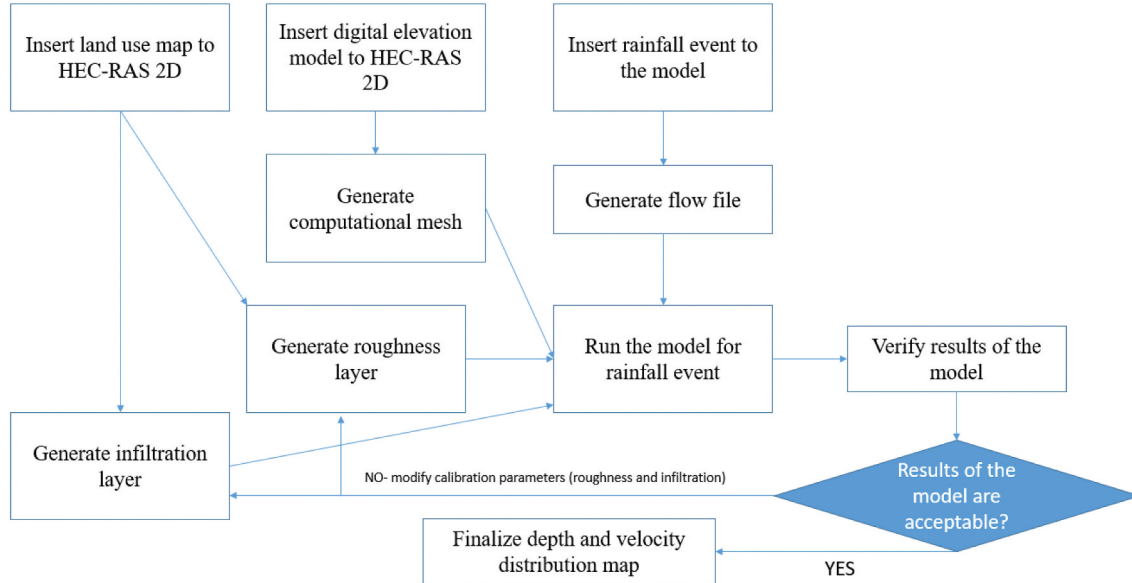 Insert land use map to
HEC-RAS 2D
Insert digital elevation
model to HEC-RAS
2D
Insert rainfall event to
the model
Generate
computational mesh
Generate flow file
Generate roughness
layer
Run the model for
rainfall event
Verify results of the
model
Generate infiltration
layer
NO- modify calibration parameters (roughness and infiltration)
Results of the
model are
acceptable?
Finalize depth and velocity
distribution map
YES